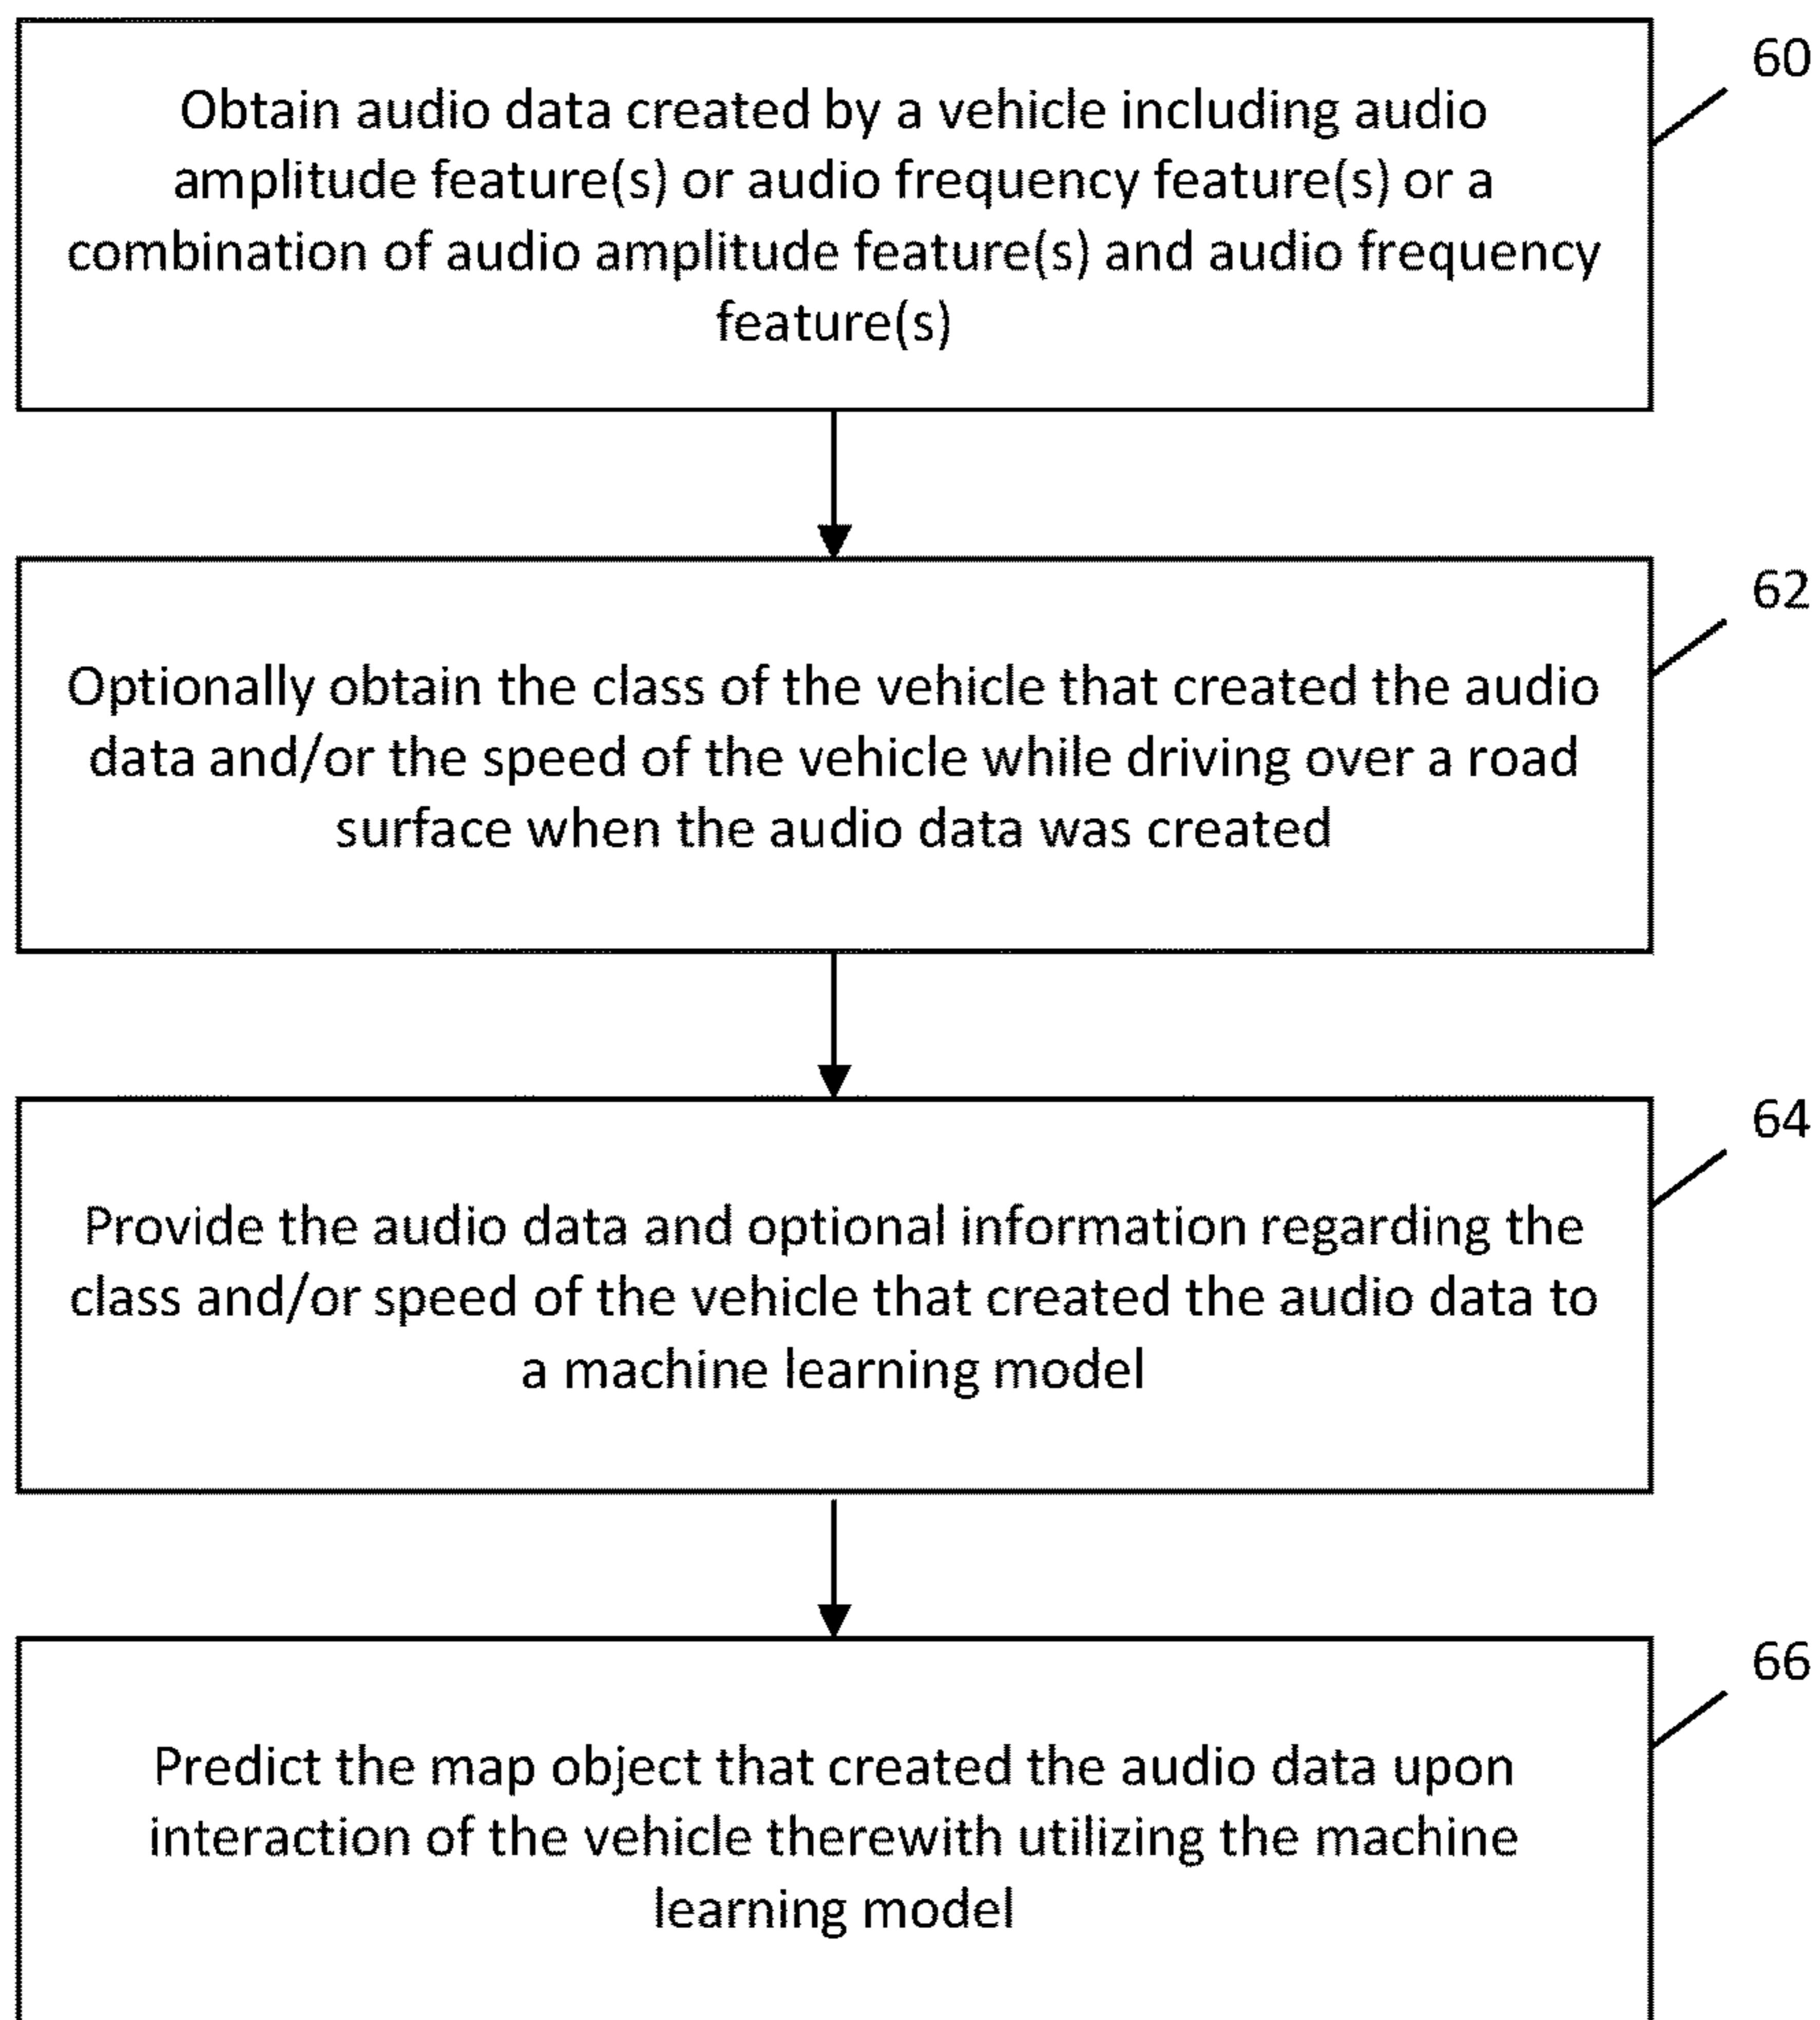 60
Obtain audio data created by a vehicle including audio
amplitude feature(s) or audio frequency feature(s) or a
combination of audio amplitude feature(s) and audio frequency
feature(s)
62
Optionally obtain the class of the vehicle that created the audio
data and/or the speed of the vehicle while driving over a road
surface when the audio data was created
64
Provide the audio data and optional information regarding the
class and/or speed of the vehicle that created the audio data to
a machine learning model
66
Predict the map object that created the audio data upon
interaction of the vehicle therewith utilizing the machine
learning model